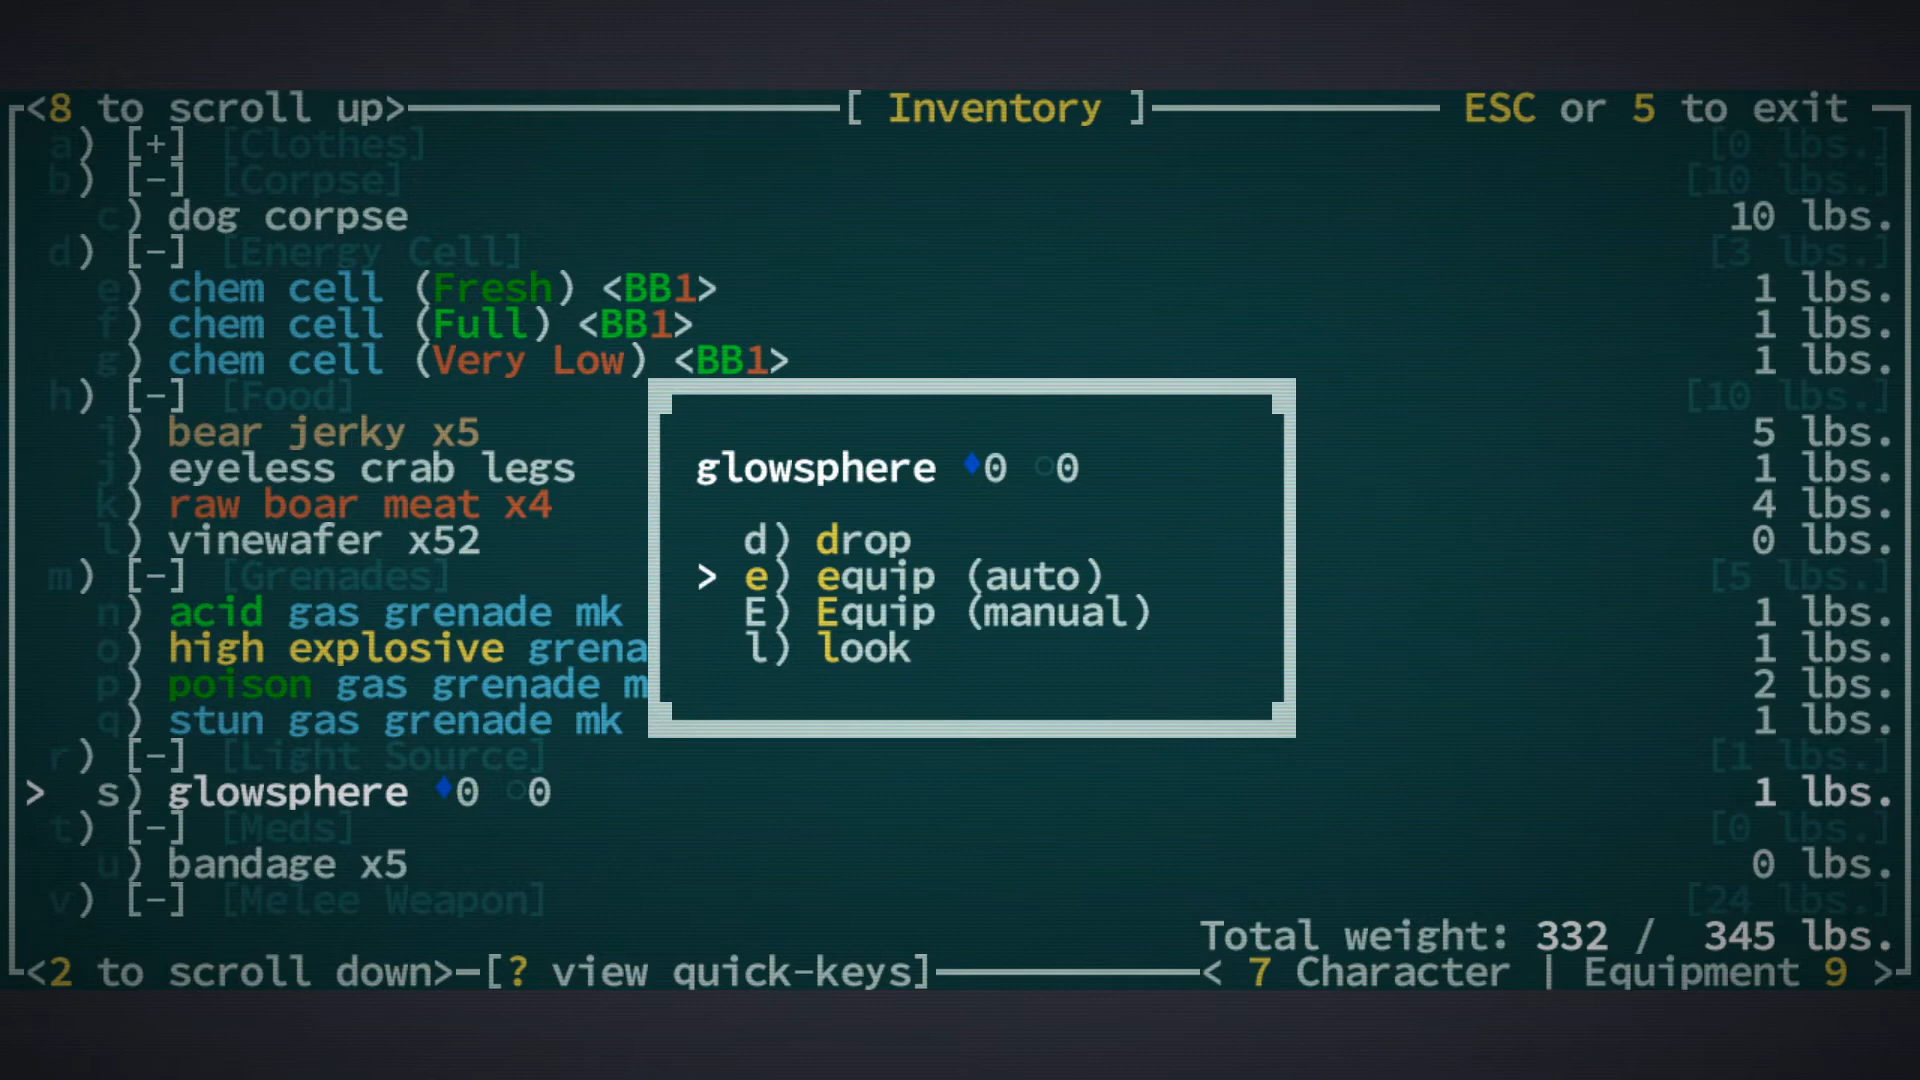 <8 to scroll up> [ Inventory ] ESC or 5 to exit
a) [+] [Clothes] [0 lbs.]
b) [-] [Corpse] [10 lbs.]
c) dog corpse 10 lbs.
d) [-] [Energy Cell] [3 lbs.]
e) chem cell (Fresh) <BB1> 1 lbs.
f) chem cell (Full) <BB1> 1 lbs.
g) chem cell (Very Low) <BB1> 1 lbs.
h) [-] [Food] [10 lbs.]
i) bear jerky x5 5 lbs.
j) eyeless crab legs 1 lbs.
k) raw boar meat x4 4 lbs.
l) vinewafer x52 0 lbs.
m) [-] [Grenades] [5 lbs.]
n) acid gas grenade mk 1 lbs.
o) high explosive grena 1 lbs.
p) poison gas grenade m 2 lbs.
q) stun gas grenade mk 1 lbs.
r) [-] [Light Source] [1 lbs.]
> s) glowsphere ♦0 ○0 1 lbs.
t) [-] [Meds] [0 lbs.]
u) bandage x5 0 lbs.
v) [-] [Melee Weapon] [24 lbs.]
Total weight: 332 / 345 lbs.
<2 to scroll down> [? view quick-keys] < 7 Character | Equipment 9 >
glowsphere ♦0 ○0
d) drop
> e) equip (auto)
E) Equip (manual)
l) look